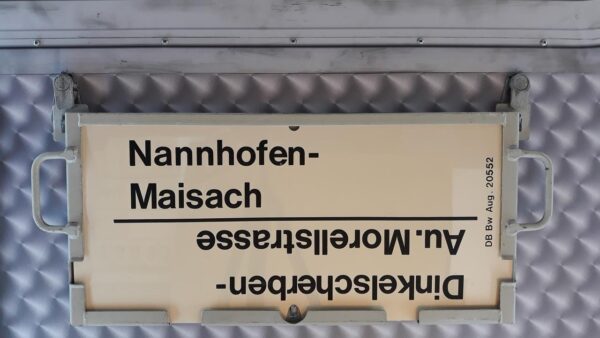 Nannhofen-
Maisach
Dinkelscherben-
Au. Morellstrasse
DB Bw Aug. 20552